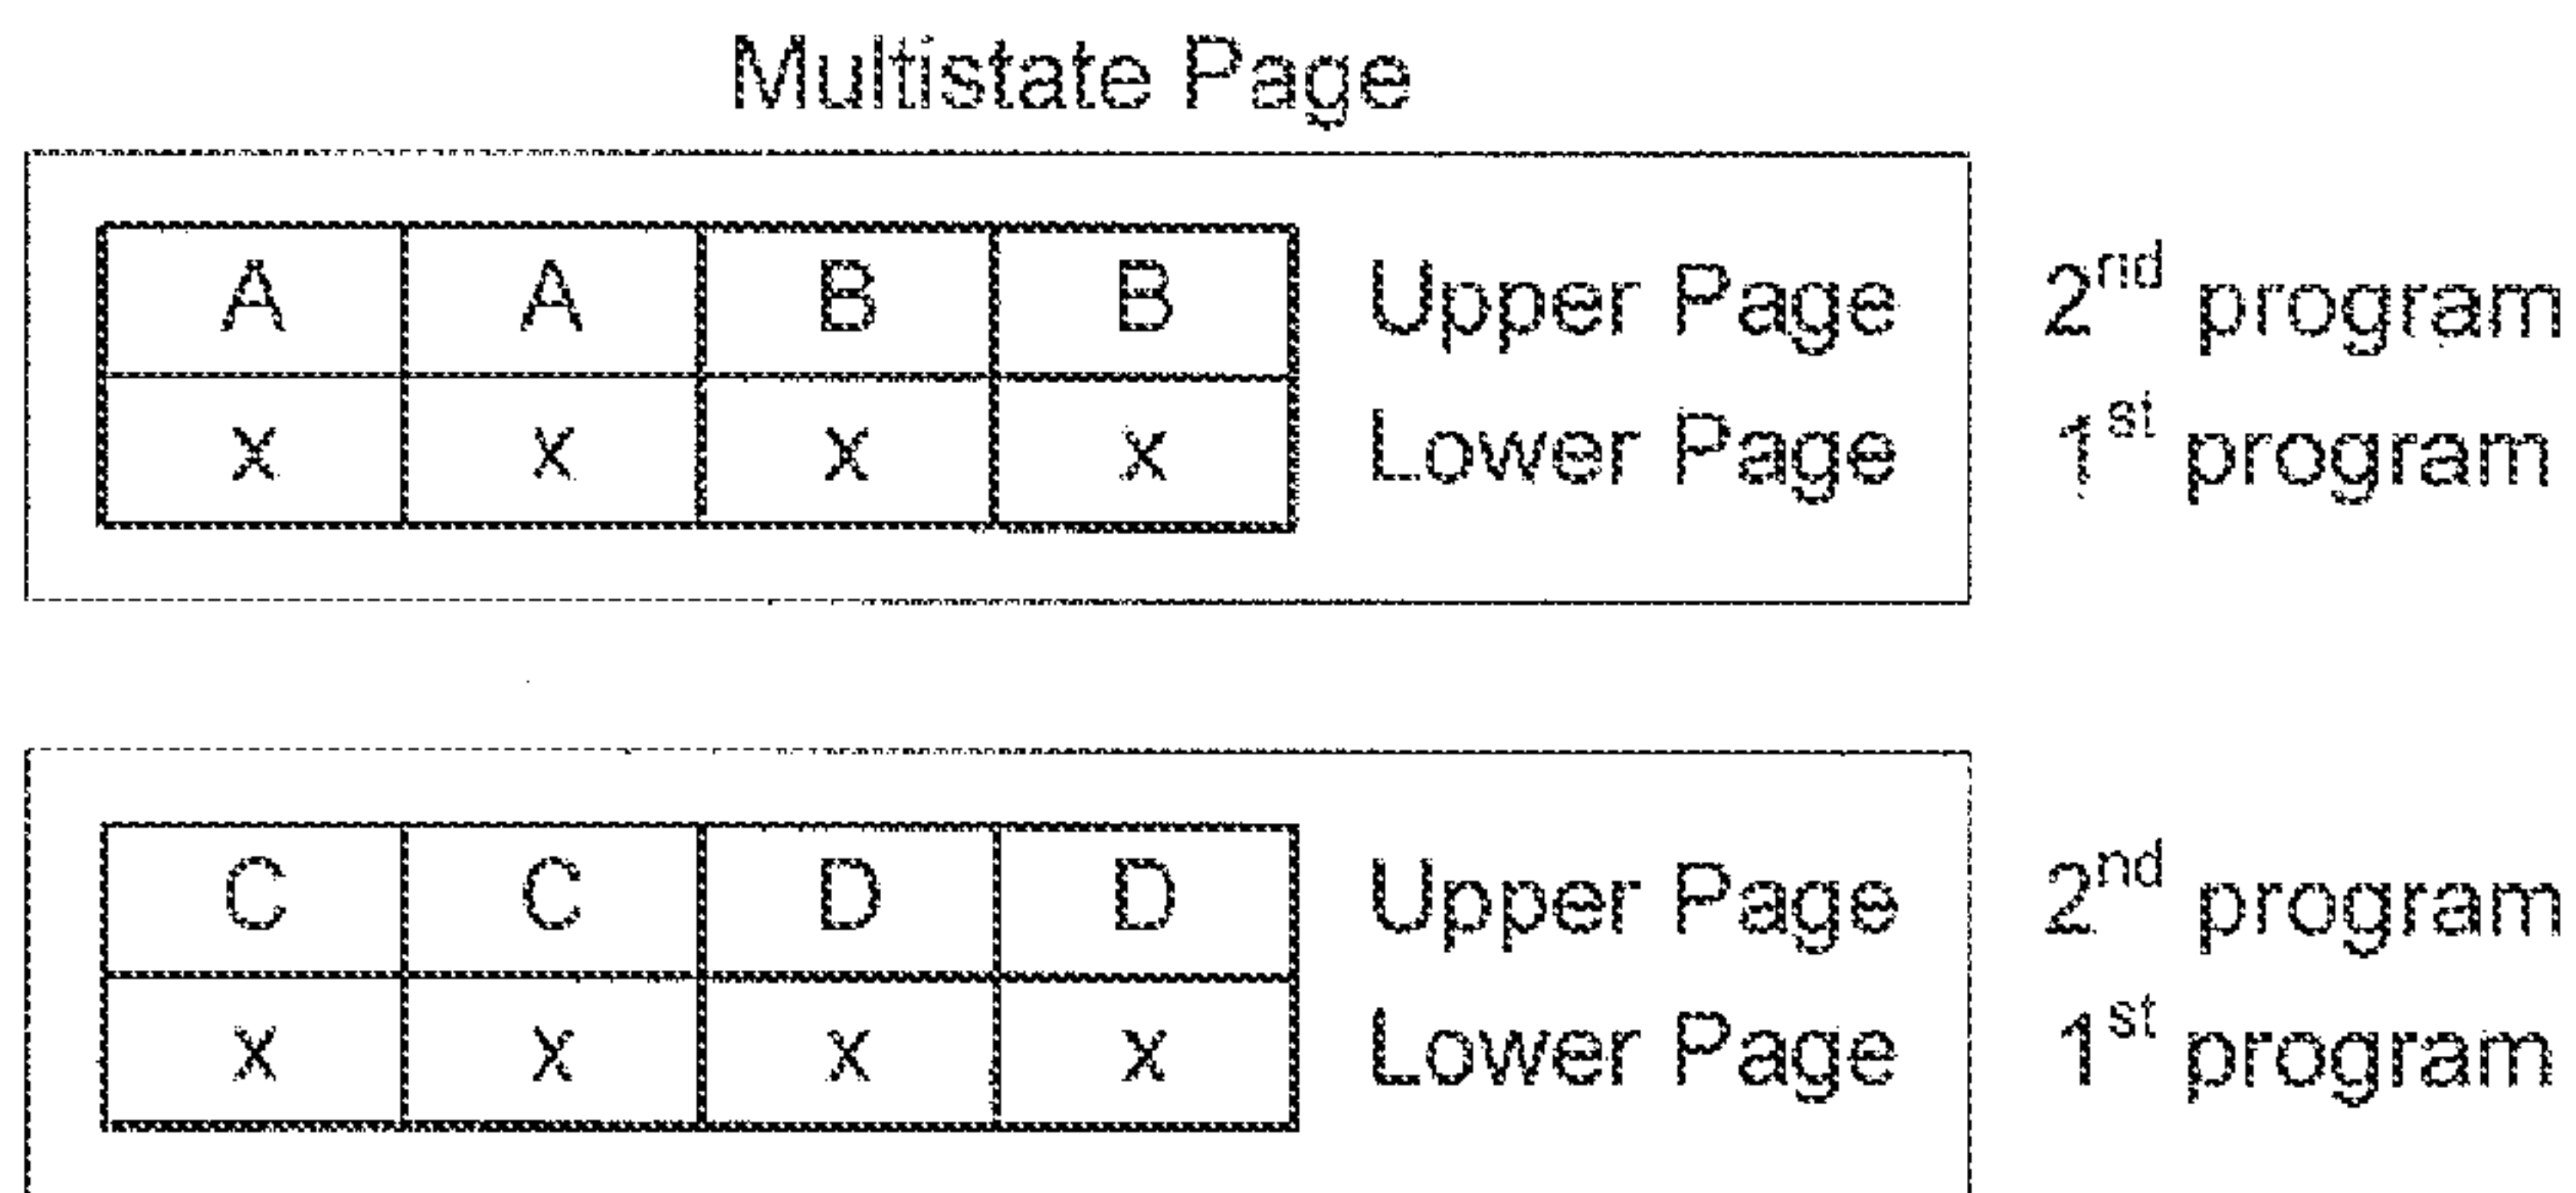 Multistate Page
A A B B Upper Page 2nd program
x x x x Lower Page 1st program
C C D D Upper Page 2nd program
x x x x Lower Page 1st program